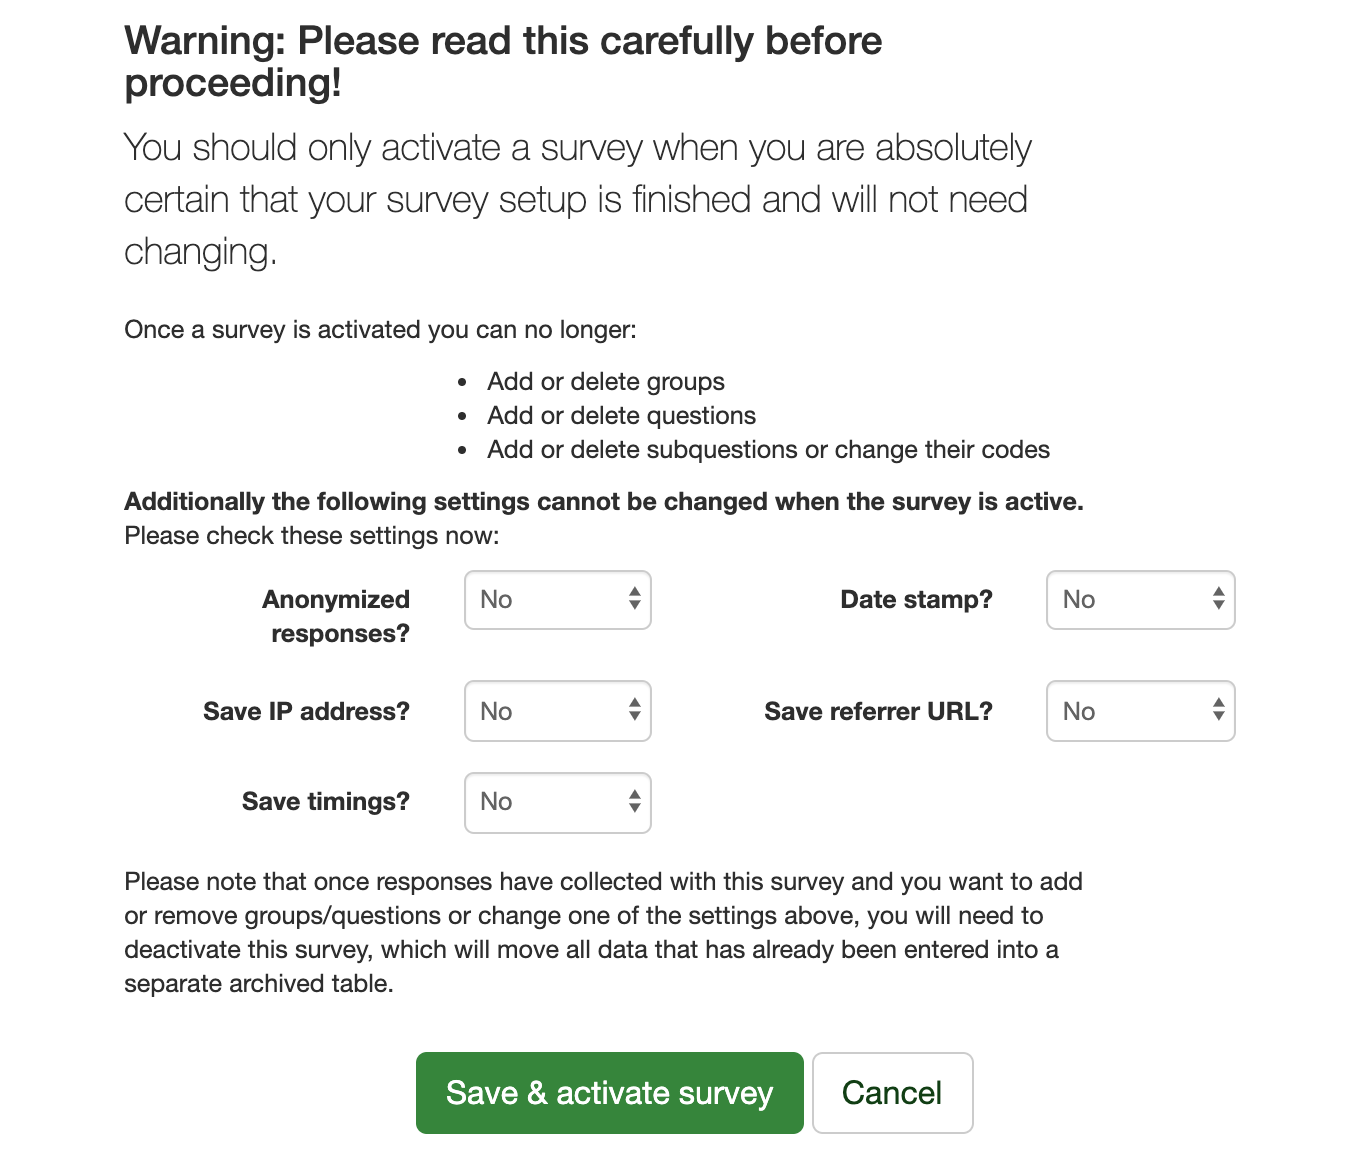 Warning: Please read this carefully before
proceeding!
You should only activate a survey when you are absolutely
certain that your survey setup is finished and will not need
changing.
Once a survey is activated you can no longer:
• Add or delete groups
• Add or delete questions
• Add or delete subquestions or change their codes
Additionally the following settings cannot be changed when the survey is active.
Please check these settings now:
Anonymized
responses?
No
Date stamp?
No
Save IP address?
No
Save referrer URL?
No
Save timings?
No
Please note that once responses have collected with this survey and you want to add
or remove groups/questions or change one of the settings above, you will need to
deactivate this survey, which will move all data that has already been entered into a
separate archived table.
Save & activate survey
Cancel